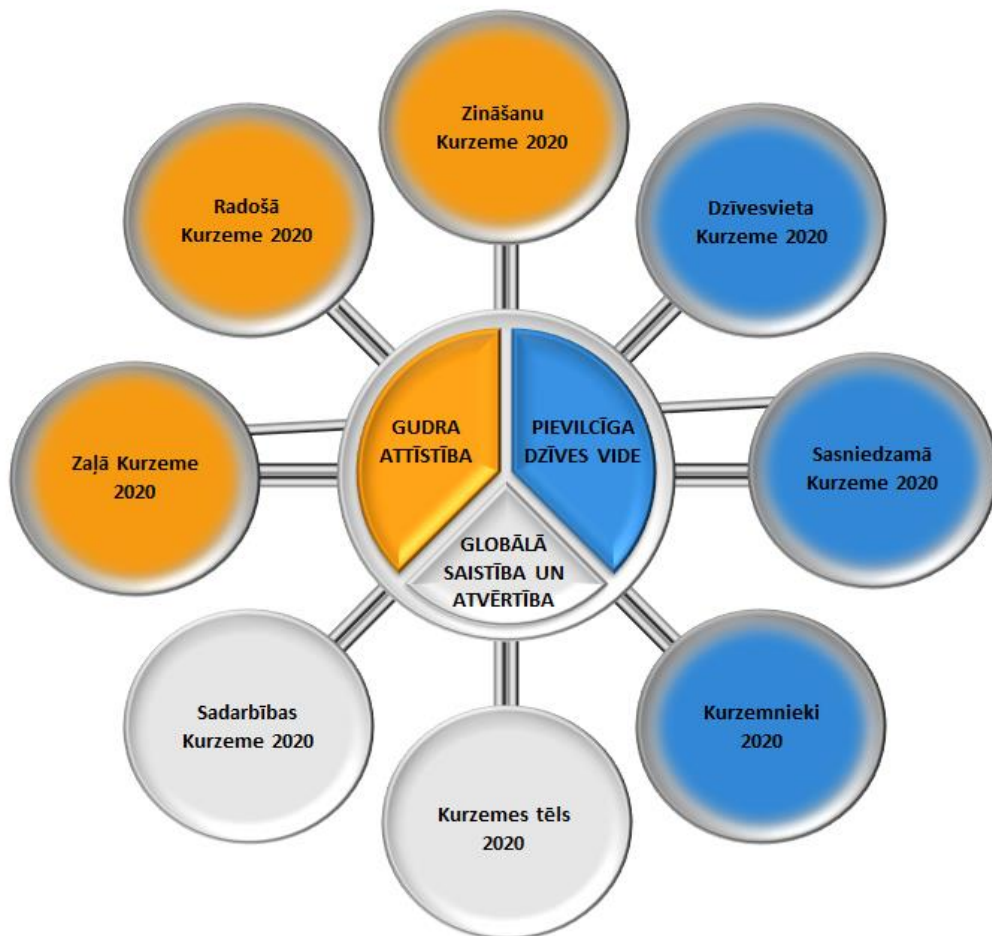 Zināšanu
Kurzeme 2020
Radošā
Kurzeme 2020
Dzīvesvieta
Kurzeme 2020
GUDRA
ATTĪSTĪBA
PIEVILCĪGA
DZĪVES VIDE
Zaļā Kurzeme
2020
Sasniedzamā
Kurzeme 2020
GLOBĀLĀ
SAISTĪBA UN
ATVĒRTĪBA
Sadarbības
Kurzeme 2020
Kurzemnieki
2020
Kurzemes tēls
2020